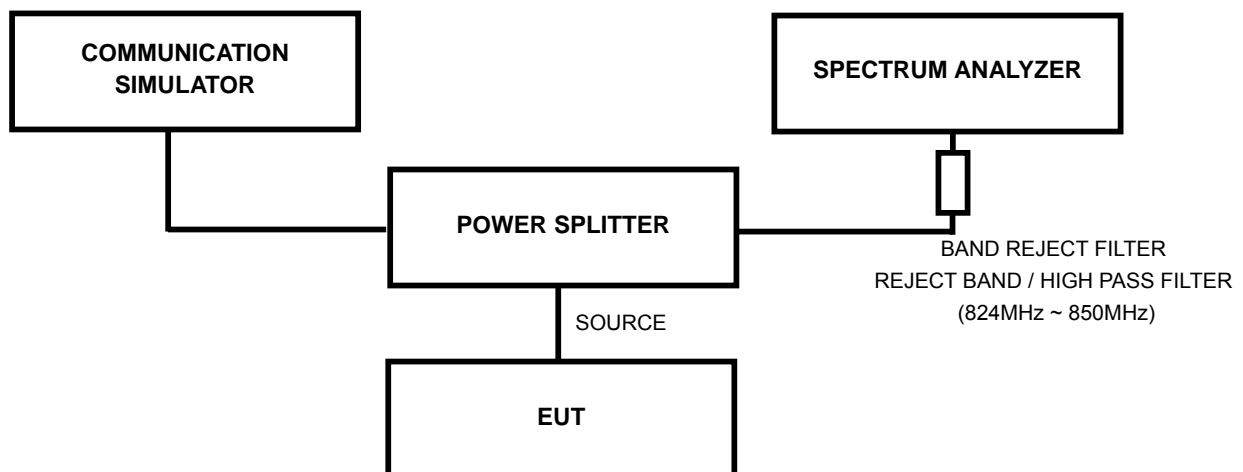 COMMUNICATION
SIMULATOR
SPECTRUM ANALYZER
POWER SPLITTER
BAND REJECT FILTER
REJECT BAND / HIGH PASS FILTER
(824MHz ~ 850MHz)
SOURCE
EUT